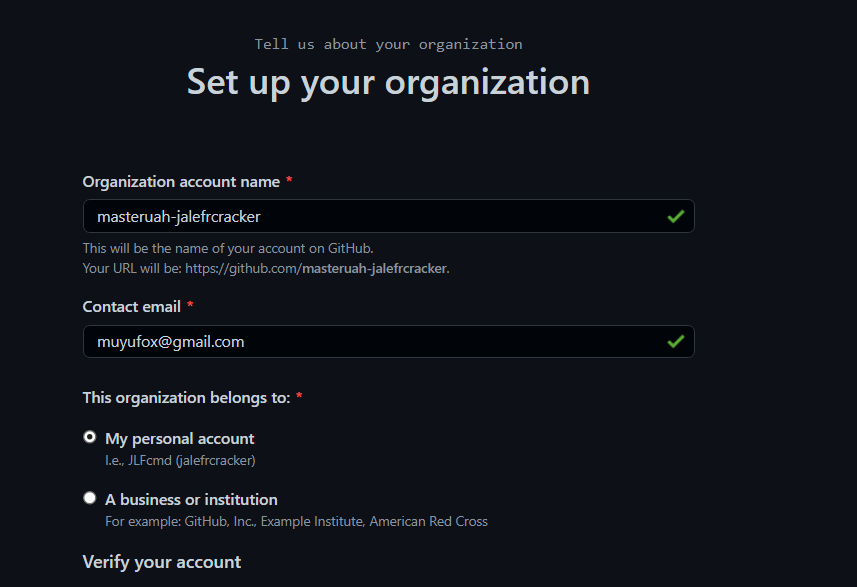 Tell us about your organization
Set up your organization
Organization account name *
masteruah-jalefrcracker
This will be the name of your account on GitHub.
Your URL will be: https://github.com/masteruah-jalefrcracker.
Contact email *
muyufox@gmail.com
This organization belongs to: *
My personal account
I.e., JLFcmd (jalefrcracker)
A business or institution
For example: GitHub, Inc., Example Institute, American Red Cross
Verify your account